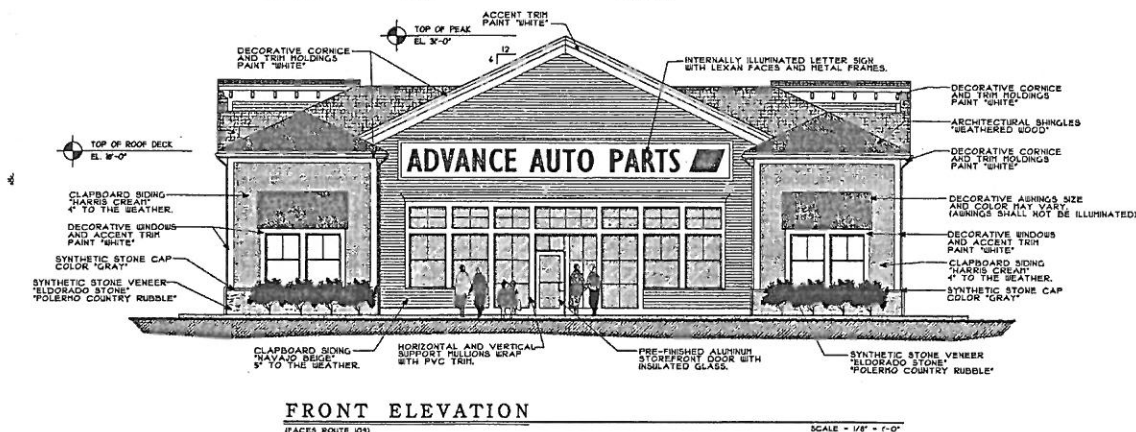 ACCENT TRIM
PAINT "WHITE"
TOP OF PEAK
EL. 31'-0"
12
4
DECORATIVE CORNICE
AND TRIM MOLDINGS
PAINT "WHITE"
INTERNALLY ILLUMINATED LETTER SIGN
WITH LEXAN FACES AND METAL FRAMES.
DECORATIVE CORNICE
AND TRIM MOLDINGS
PAINT "WHITE"
ARCHITECTURAL SHINGLES
"WEATHERED WOOD"
TOP OF ROOF DECK
EL. 18'-0"
DECORATIVE CORNICE
AND TRIM MOLDINGS
PAINT "WHITE"
ADVANCE AUTO PARTS
CLAPBOARD SIDING
"HARRIS CREAM"
4" TO THE WEATHER.
DECORATIVE AWNINGS SIZE
AND COLOR MAY VARY.
(AWNINGS SHALL NOT BE ILLUMINATED)
DECORATIVE WINDOWS
AND ACCENT TRIM
PAINT "WHITE"
DECORATIVE WINDOWS
AND ACCENT TRIM
PAINT "WHITE"
SYNTHETIC STONE CAP
COLOR "GRAY"
CLAPBOARD SIDING
"HARRIS CREAM"
4" TO THE WEATHER.
SYNTHETIC STONE VENEER
"ELDORADO STONE"
"POLERMO COUNTRY RUBBLE"
SYNTHETIC STONE CAP
COLOR "GRAY"
CLAPBOARD SIDING
"NAVAJO BEIGE"
5" TO THE WEATHER.
HORIZONTAL AND VERTICAL
SUPPORT MULLIONS WRAP
WITH PVC TRIM.
PRE-FINISHED ALUMINUM
STOREFRONT DOOR WITH
INSULATED GLASS.
SYNTHETIC STONE VENEER
"ELDORADO STONE"
"POLERMO COUNTRY RUBBLE"
FRONT ELEVATION
(FACES ROUTE 109)
SCALE = 1/8" = 1'-0"